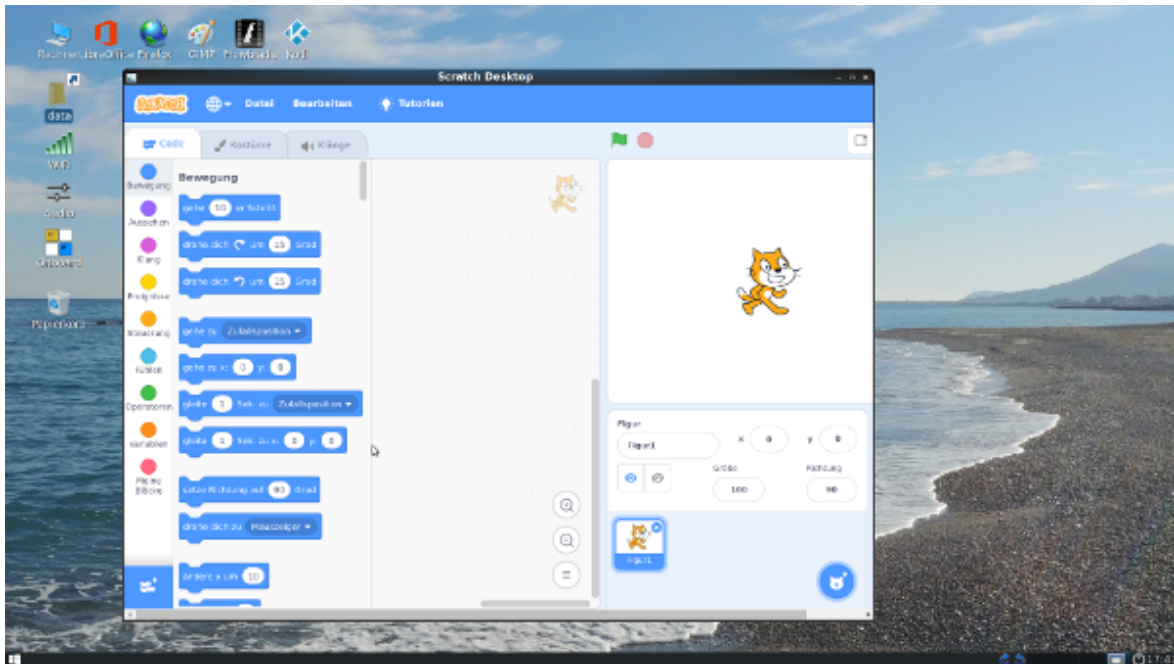 LibreOffice Firefox GIMP Kodi
data
Papierkorb
Scratch Desktop
SCRATCH Datei Bearbeiten Tutorien
Code Kostüme Klänge
Bewegung
Aussehen
Klang
Ereignisse
Steuerung
Fühlen
Operatoren
Variablen
Meine
Blöcke
Bewegung
gehe 10 er Schritt
drehe dich um 15 Grad
drehe dich um 15 Grad
gehe zu Zufallsposition
gehe zu x: 0 y: 0
gleite 1 Sek. zu Zufallsposition
gleite 1 Sek. zu x: 0 y: 0
setze Richtung auf 90 Grad
drehe dich zu Mauszeiger
ändere x um 10
Figur
Figur1 x 0 y 0
Größe Richtung
100 90
Figur1